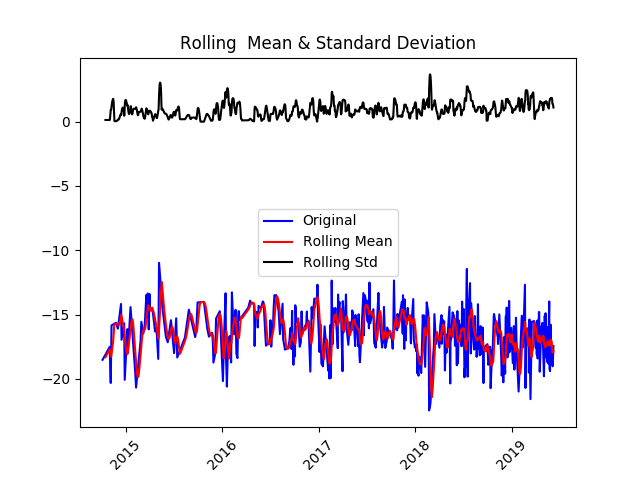 Rolling  Mean & Standard Deviation
0
−5
−10
−15
−20
Original
Rolling Mean
Rolling Std
2015
2016
2017
2018
2019